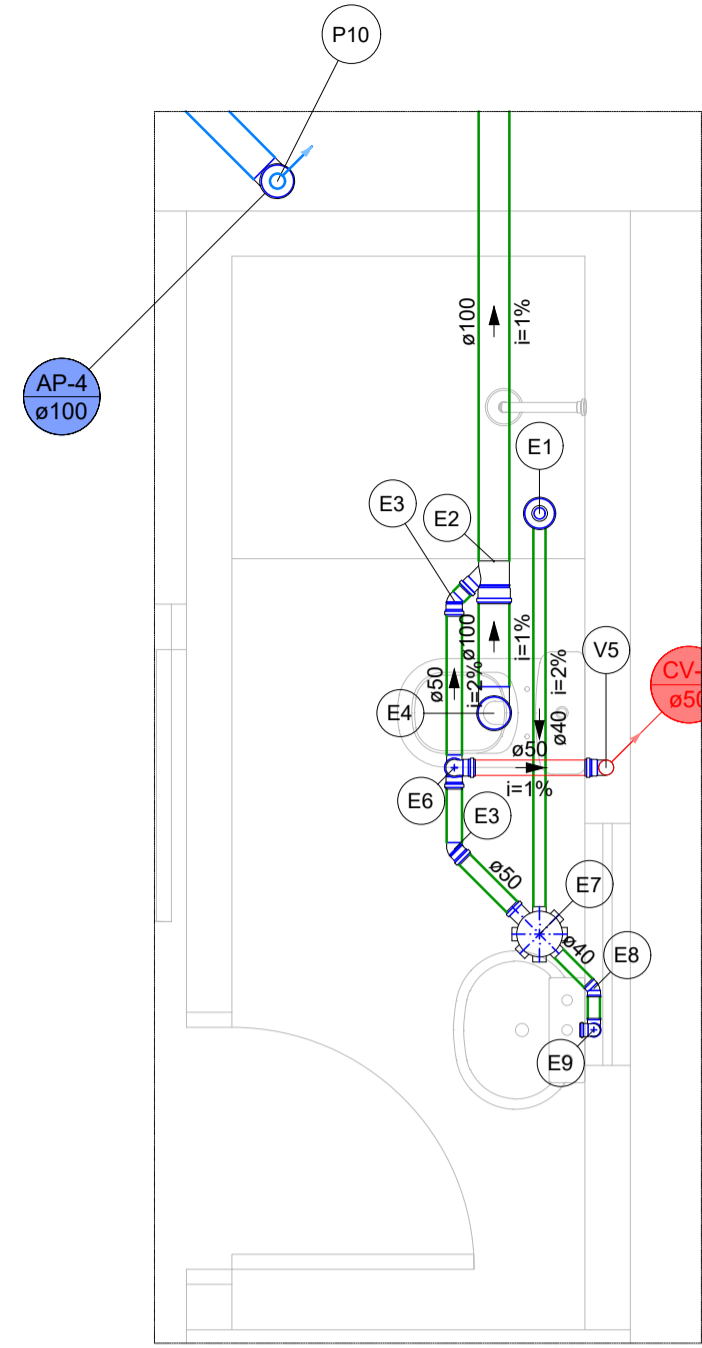 P10
AP-4
ø100
ø100
i=1%
E1
E3
E2
ø100
i=1%
ø50
i=2%
i=2%
ø40
V5
CV-
ø50
E4
ø50
i=1%
E6
E3
ø50
E7
ø40
E8
E9